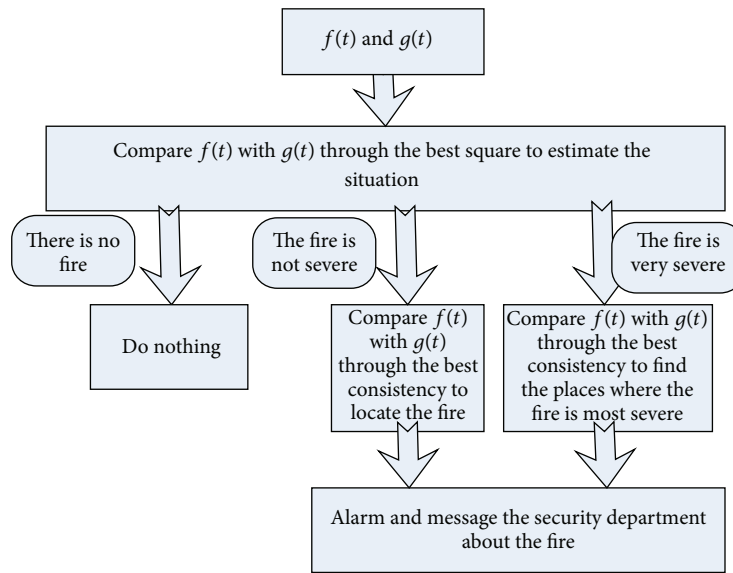 f(t) and g(t)
Compare f(t) with g(t) through the best square to estimate the
situation
There is no
fire
The fire is
not severe
The fire is
very severe
Do nothing
Compare f(t)
with g(t)
through the best
consistency to
locate the fire
Compare f(t) with g(t)
through the best
consistency to find
the places where the
fire is most severe
Alarm and message the security department
about the fire